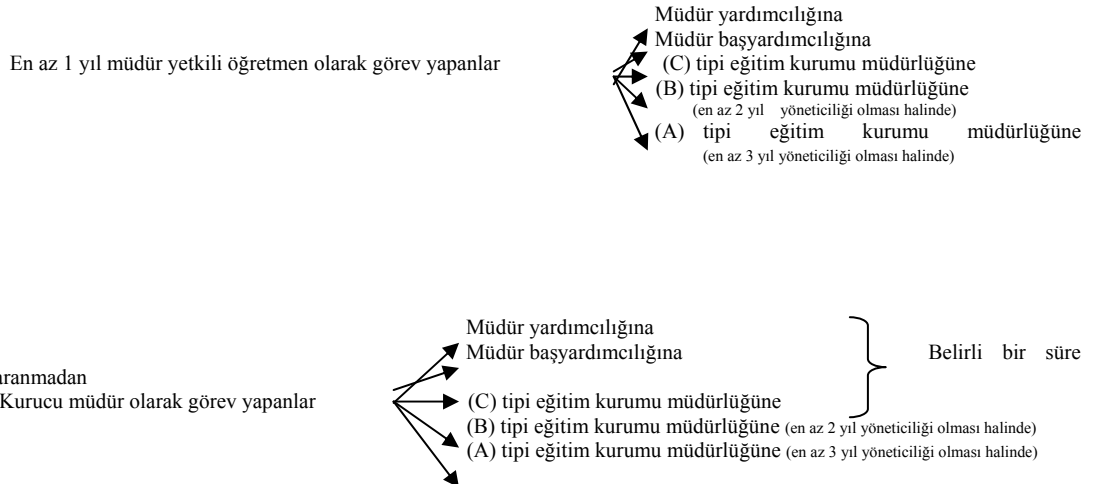 Müdür yardımcılığına
Müdür başyardımcılığına
En az 1 yıl müdür yetkili öğretmen olarak görev yapanlar (C) tipi eğitim kurumu müdürlüğüne
(B) tipi eğitim kurumu müdürlüğüne
(en az 2 yıl yöneticiliği olması halinde)
(A) tipi eğitim kurumu müdürlüğüne
(en az 3 yıl yöneticiliği olması halinde)
Müdür yardımcılığına
Müdür başyardımcılığına Belirli bir süre
aranmadan
Kurucu müdür olarak görev yapanlar (C) tipi eğitim kurumu müdürlüğüne
(B) tipi eğitim kurumu müdürlüğüne (en az 2 yıl yöneticiliği olması halinde)
(A) tipi eğitim kurumu müdürlüğüne (en az 3 yıl yöneticiliği olması halinde)